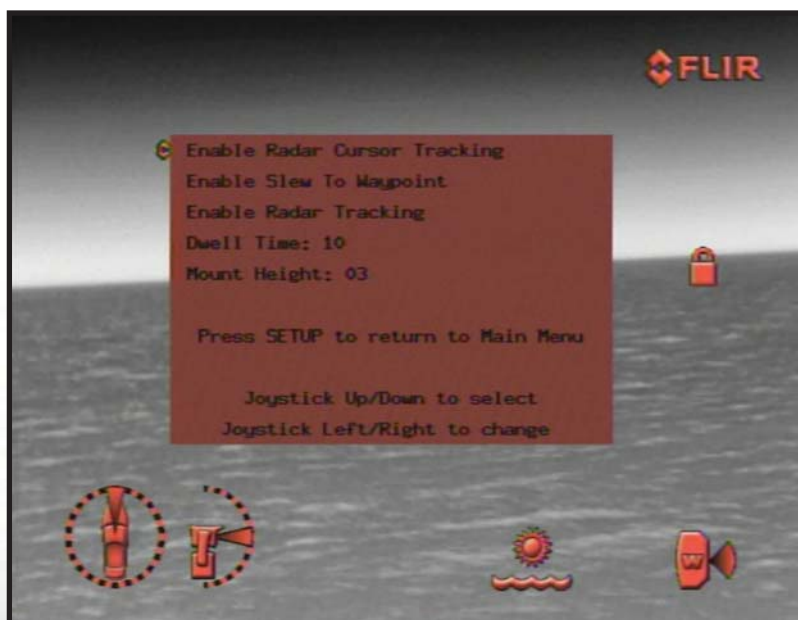 FLIR
Enable Radar Cursor Tracking
Enable Slew To Waypoint
Enable Radar Tracking
Dwell Time: 10
Mount Height: 03
Press SETUP to return to Main Menu
Joystick Up/Down to select
Joystick Left/Right to change
W